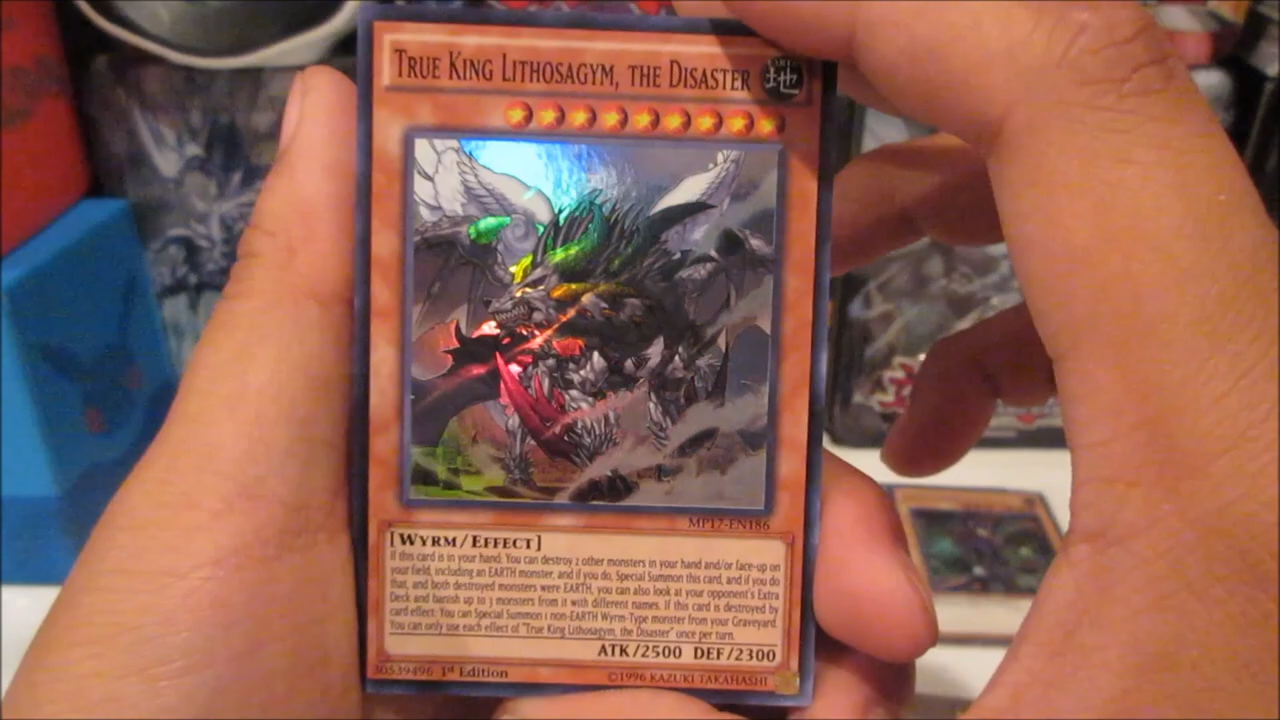 TRUE KING LITHOSAGYM, THE DISASTER
EARTH
地
MP17-EN186
[WYRM/EFFECT]
If this card is in your hand: You can destroy 2 other monsters in your hand and/or face-up on
your field, including an EARTH monster, and if you do, Special Summon this card, and if you do
that, and both destroyed monsters were EARTH, you can also look at your opponent's Extra
Deck and banish up to 3 monsters from it with different names. If this card is destroyed by
card effect: You can Special Summon 1 non-EARTH Wyrm-Type monster from your Graveyard.
You can only use each effect of "True King Lithosagym, the Disaster" once per turn.
ATK/2500 DEF/2300
30539496 1st Edition
©1996 KAZUKI TAKAHASHI